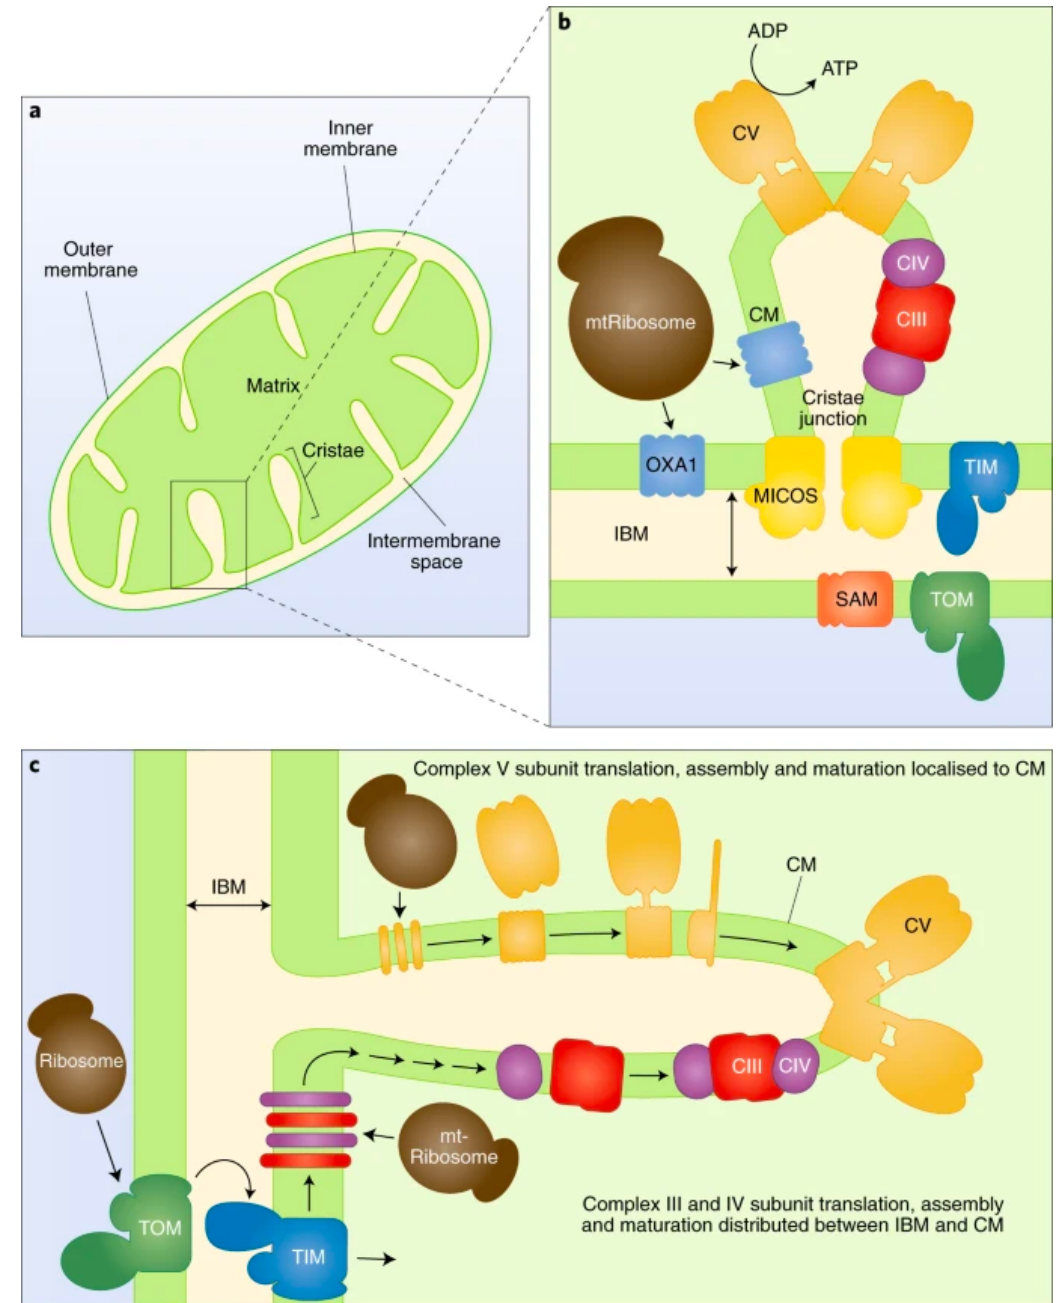 a
Inner
membrane
Outer
membrane
Matrix
Cristae
Intermembrane
space
b
ADP
ATP
CV
CIV
mtRibosome
CM
CIII
Cristae
junction
OXA1
TIM
MICOS
IBM
SAM
TOM
c
Complex V subunit translation, assembly and maturation localised to CM
CM
IBM
CV
Ribosome
CIII
CIV
mt-
Ribosome
TOM
TIM
Complex III and IV subunit translation, assembly
and maturation distributed between IBM and CM